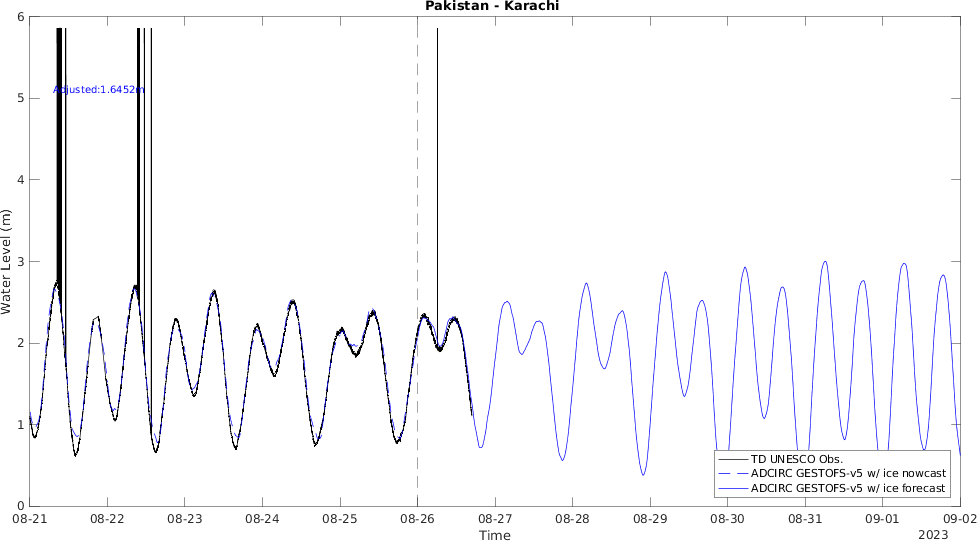 Pakistan - Karachi
6
5
4
3
2
1
0
Water Level (m)
Adjusted:1.6452m
TD UNESCO Obs.
ADCIRC GESTOFS-v5 w/ ice nowcast
ADCIRC GESTOFS-v5 w/ ice forecast
08-21 08-22 08-23 08-24 08-25 08-26 08-27 08-28 08-29 08-30 08-31 09-01 09-02
Time
2023